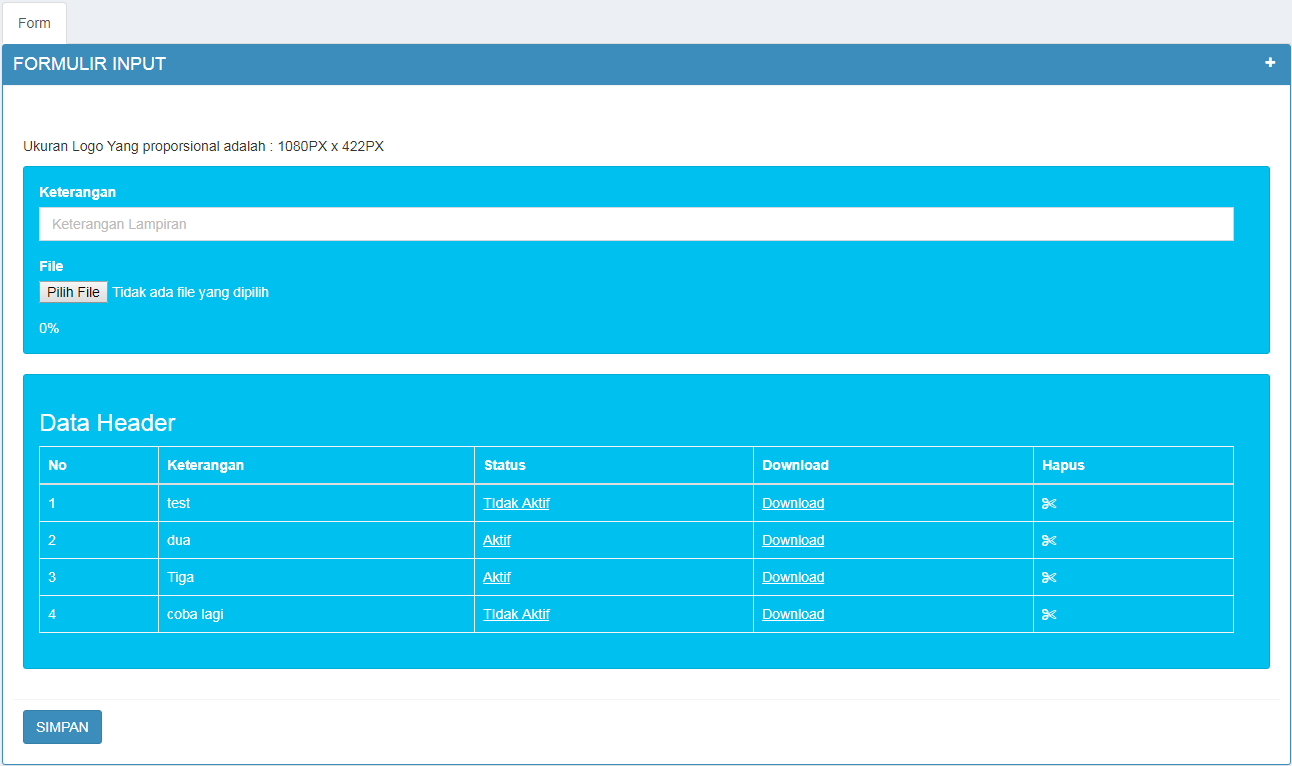 Form
FORMULIR INPUT
Ukuran Logo Yang proporsional adalah : 1080PX x 422PX
Keterangan
Keterangan Lampiran
File
Pilih File Tidak ada file yang dipilih
0%
Data Header
No Keterangan Status Download Hapus
1 test TIdak Aktif Download
2 dua Aktif Download
3 Tiga Aktif Download
4 coba lagi TIdak Aktif Download
SIMPAN